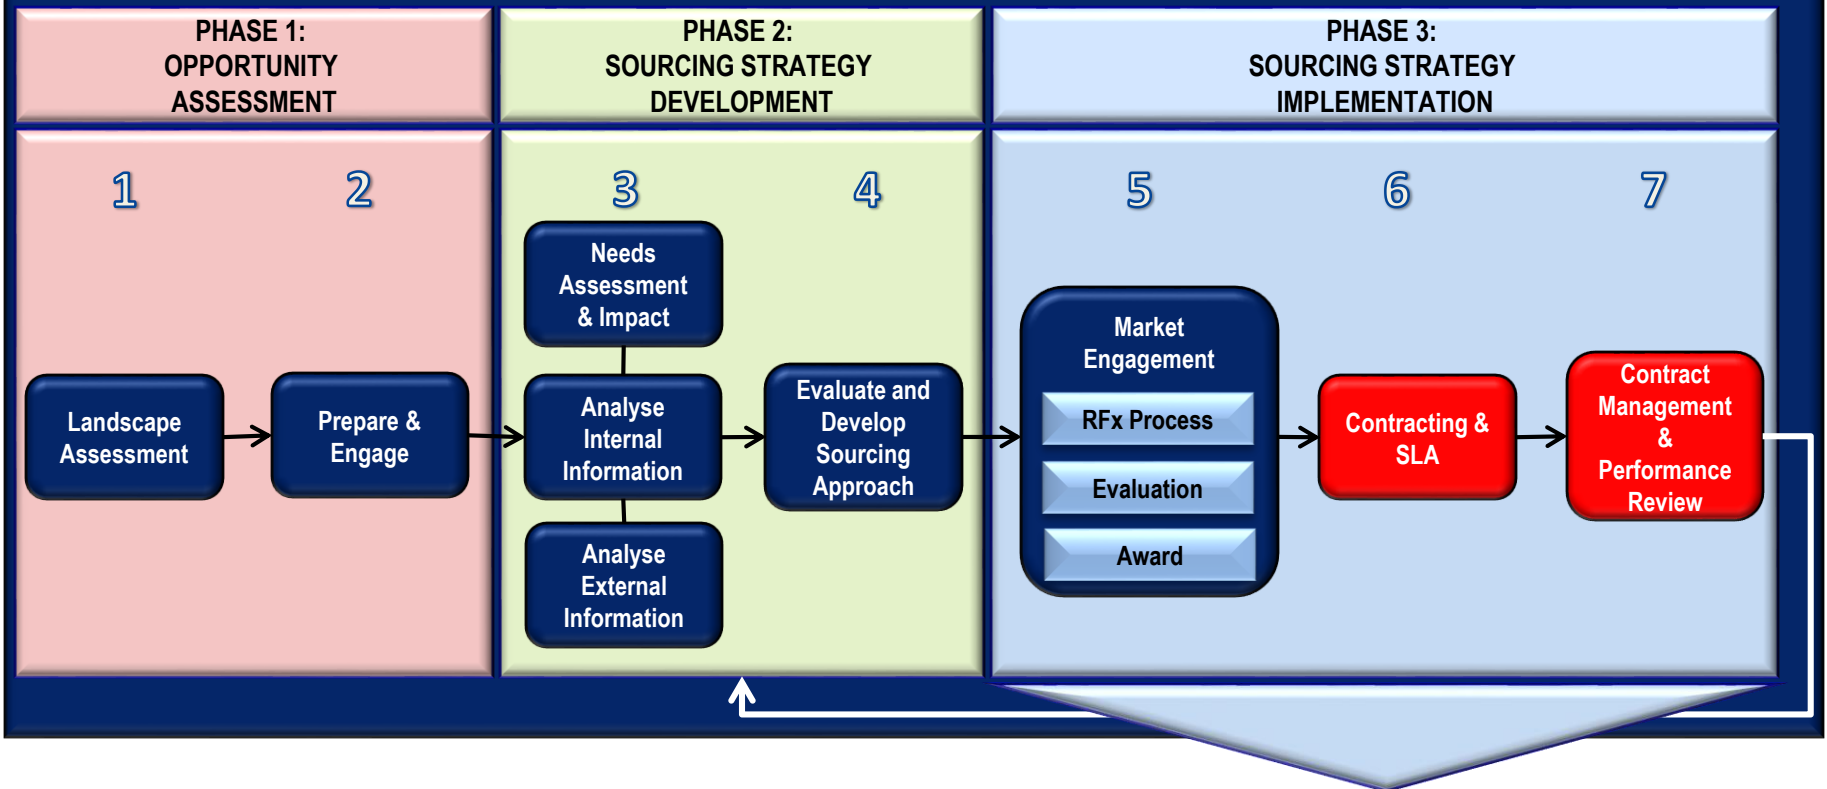 PHASE 1:
OPPORTUNITY
ASSESSMENT
PHASE 2:
SOURCING STRATEGY
DEVELOPMENT
PHASE 3:
SOURCING STRATEGY
IMPLEMENTATION
1
2
3
4
5
6
7
Landscape
Assessment
Prepare &
Engage
Needs
Assessment
& Impact
Analyse
Internal
Information
Analyse
External
Information
Evaluate and
Develop
Sourcing
Approach
Market
Engagement
RFx Process
Evaluation
Award
Contracting &
SLA
Contract
Management
&
Performance
Review